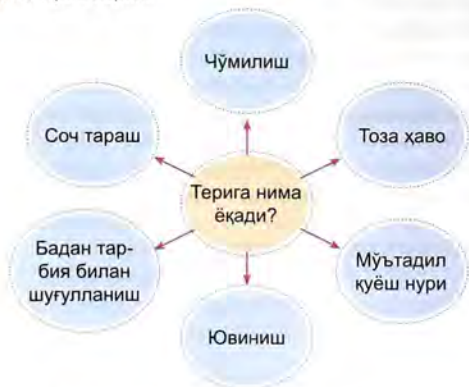 Чўмилиш
Соч тараш
Тоза ҳаво
Терига нима
ёқади?
Бадан тар-
бия билан
шуғулланиш
Мўътадил
қуёш нури
Ювиниш